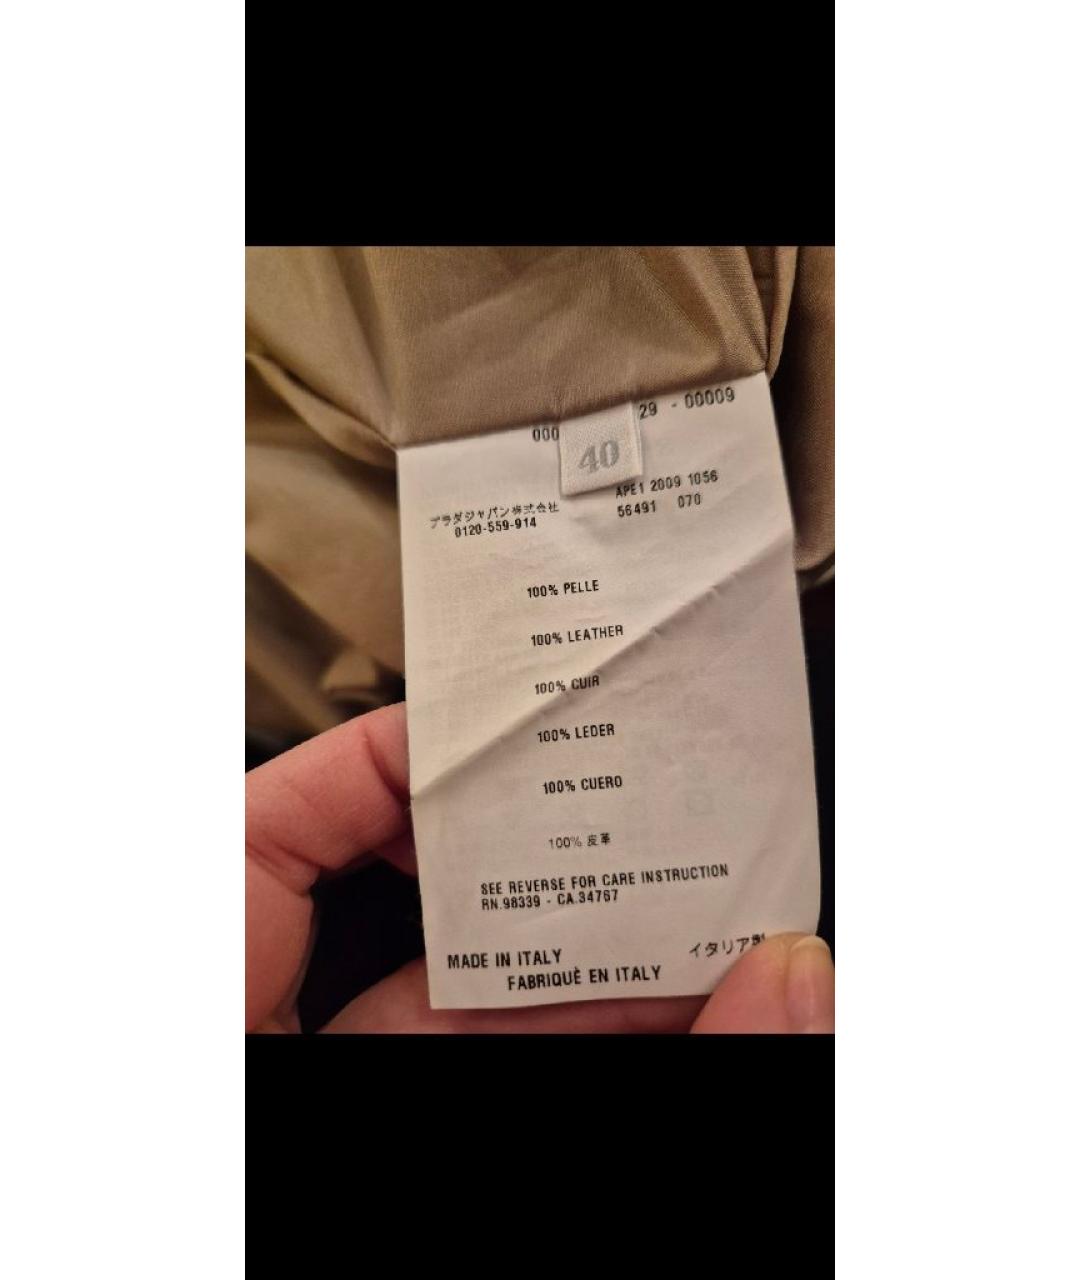 29 - 00009
000
40
APE1 2009 1056
56491 070
プラダジャパン株式会社
0120-559-914
100% PELLE
100% LEATHER
100% CUIR
100% LEDER
100% CUERO
100% 皮革
SEE REVERSE FOR CARE INSTRUCTION
RN.98339 - CA.34767
MADE IN ITALY
イタリア製
FABRIQUÈ EN ITALY